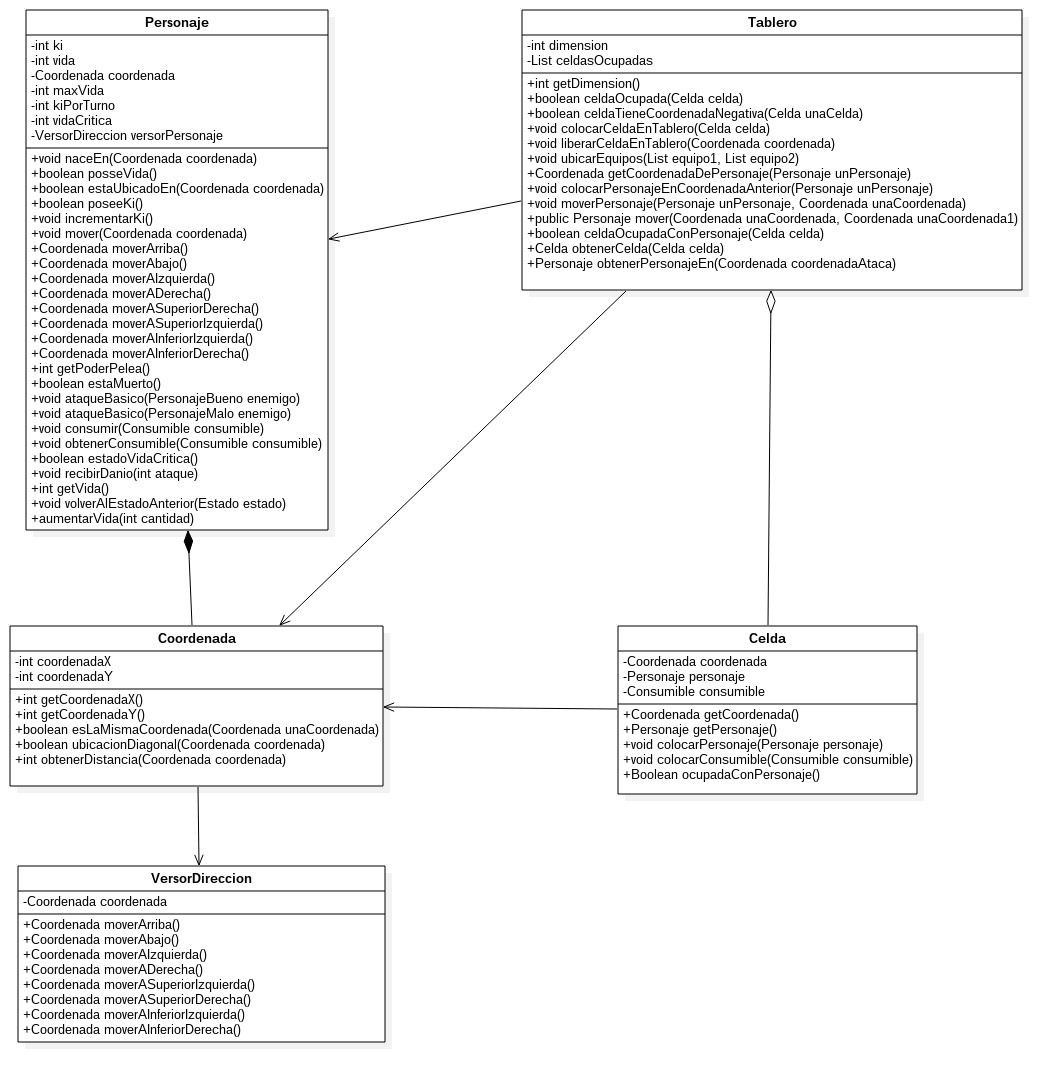 Personaje
-int ki
-int vida
-Coordenada coordenada
-int maxVida
-int kiPorTurno
-int vidaCritica
-VersorDireccion versorPersonaje
+void naceEn(Coordenada coordenada)
+boolean posseVida()
+boolean estaUbicadoEn(Coordenada coordenada)
+boolean poseeKi()
+void incrementarKi()
+void mover(Coordenada coordenada)
+Coordenada moverArriba()
+Coordenada moverAbajo()
+Coordenada moverAIzquierda()
+Coordenada moverADerecha()
+Coordenada moverASuperiorDerecha()
+Coordenada moverASuperiorIzquierda()
+Coordenada moverAInferiorIzquierda()
+Coordenada moverAInferiorDerecha()
+int getPoderPelea()
+boolean estaMuerto()
+void ataqueBasico(PersonajeBueno enemigo)
+void ataqueBasico(PersonajeMalo enemigo)
+void consumir(Consumible consumible)
+void obtenerConsumible(Consumible consumible)
+boolean estadoVidaCritica()
+void recibirDanio(int ataque)
+int getVida()
+void volverAlEstadoAnterior(Estado estado)
+aumentarVida(int cantidad)
Tablero
-int dimension
-List celdasOcupadas
+int getDimension()
+boolean celdaOcupada(Celda celda)
+boolean celdaTieneCoordenadaNegativa(Celda unaCelda)
+void colocarCeldaEnTablero(Celda celda)
+void liberarCeldaEnTablero(Coordenada coordenada)
+void ubicarEquipos(List equipo1, List equipo2)
+Coordenada getCoordenadaDePersonaje(Personaje unPersonaje)
+void colocarPersonajeEnCoordenadaAnterior(Personaje unPersonaje)
+void moverPersonaje(Personaje unPersonaje, Coordenada unaCoordenada)
+public Personaje mover(Coordenada unaCoordenada, Coordenada unaCoordenada1)
+boolean celdaOcupadaConPersonaje(Celda celda)
+Celda obtenerCelda(Celda celda)
+Personaje obtenerPersonajeEn(Coordenada coordenadaAtaca)
Coordenada
-int coordenadaX
-int coordenadaY
+int getCoordenadaX()
+int getCoordenadaY()
+boolean esLaMismaCoordenada(Coordenada unaCoordenada)
+boolean ubicacionDiagonal(Coordenada coordenada)
+int obtenerDistancia(Coordenada coordenada)
Celda
-Coordenada coordenada
-Personaje personaje
-Consumible consumible
+Coordenada getCoordenada()
+Personaje getPersonaje()
+void colocarPersonaje(Personaje personaje)
+void colocarConsumible(Consumible consumible)
+Boolean ocupadaConPersonaje()
VersorDireccion
-Coordenada coordenada
+Coordenada moverArriba()
+Coordenada moverAbajo()
+Coordenada moverAIzquierda()
+Coordenada moverADerecha()
+Coordenada moverASuperiorIzquierda()
+Coordenada moverASuperiorDerecha()
+Coordenada moverAInferiorIzquierda()
+Coordenada moverAInferiorDerecha()